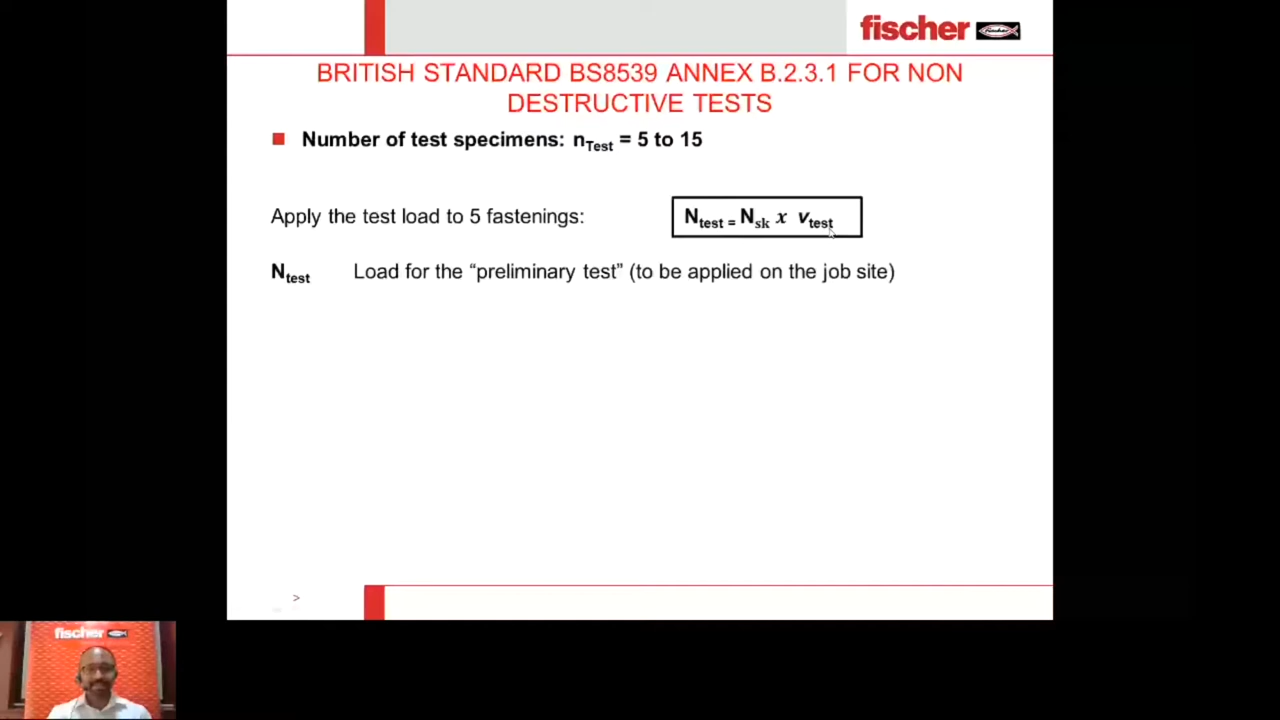 fischer
BRITISH STANDARD BS8539 ANNEX B.2.3.1 FOR NON
DESTRUCTIVE TESTS
Number of test specimens: nTest = 5 to 15
Apply the test load to 5 fastenings:
Ntest = Nsk x vtest
Ntest Load for the “preliminary test” (to be applied on the job site)
>
fischer